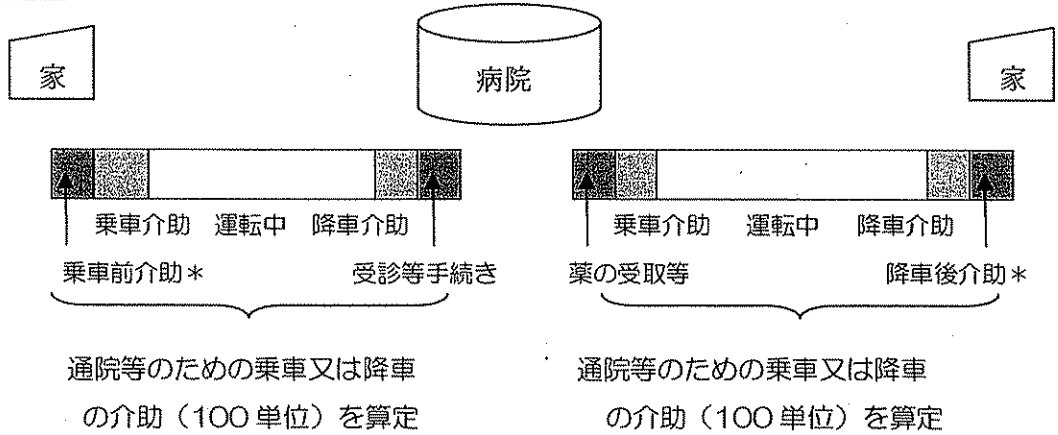 家
病院
家
乗車介助 運転中 降車介助
乗車介助 運転中 降車介助
乗車前介助* 受診等手続き
薬の受取等 降車後介助*
通院等のための乗車又は降車
の介助(100単位)を算定
通院等のための乗車又は降車
の介助(100単位)を算定